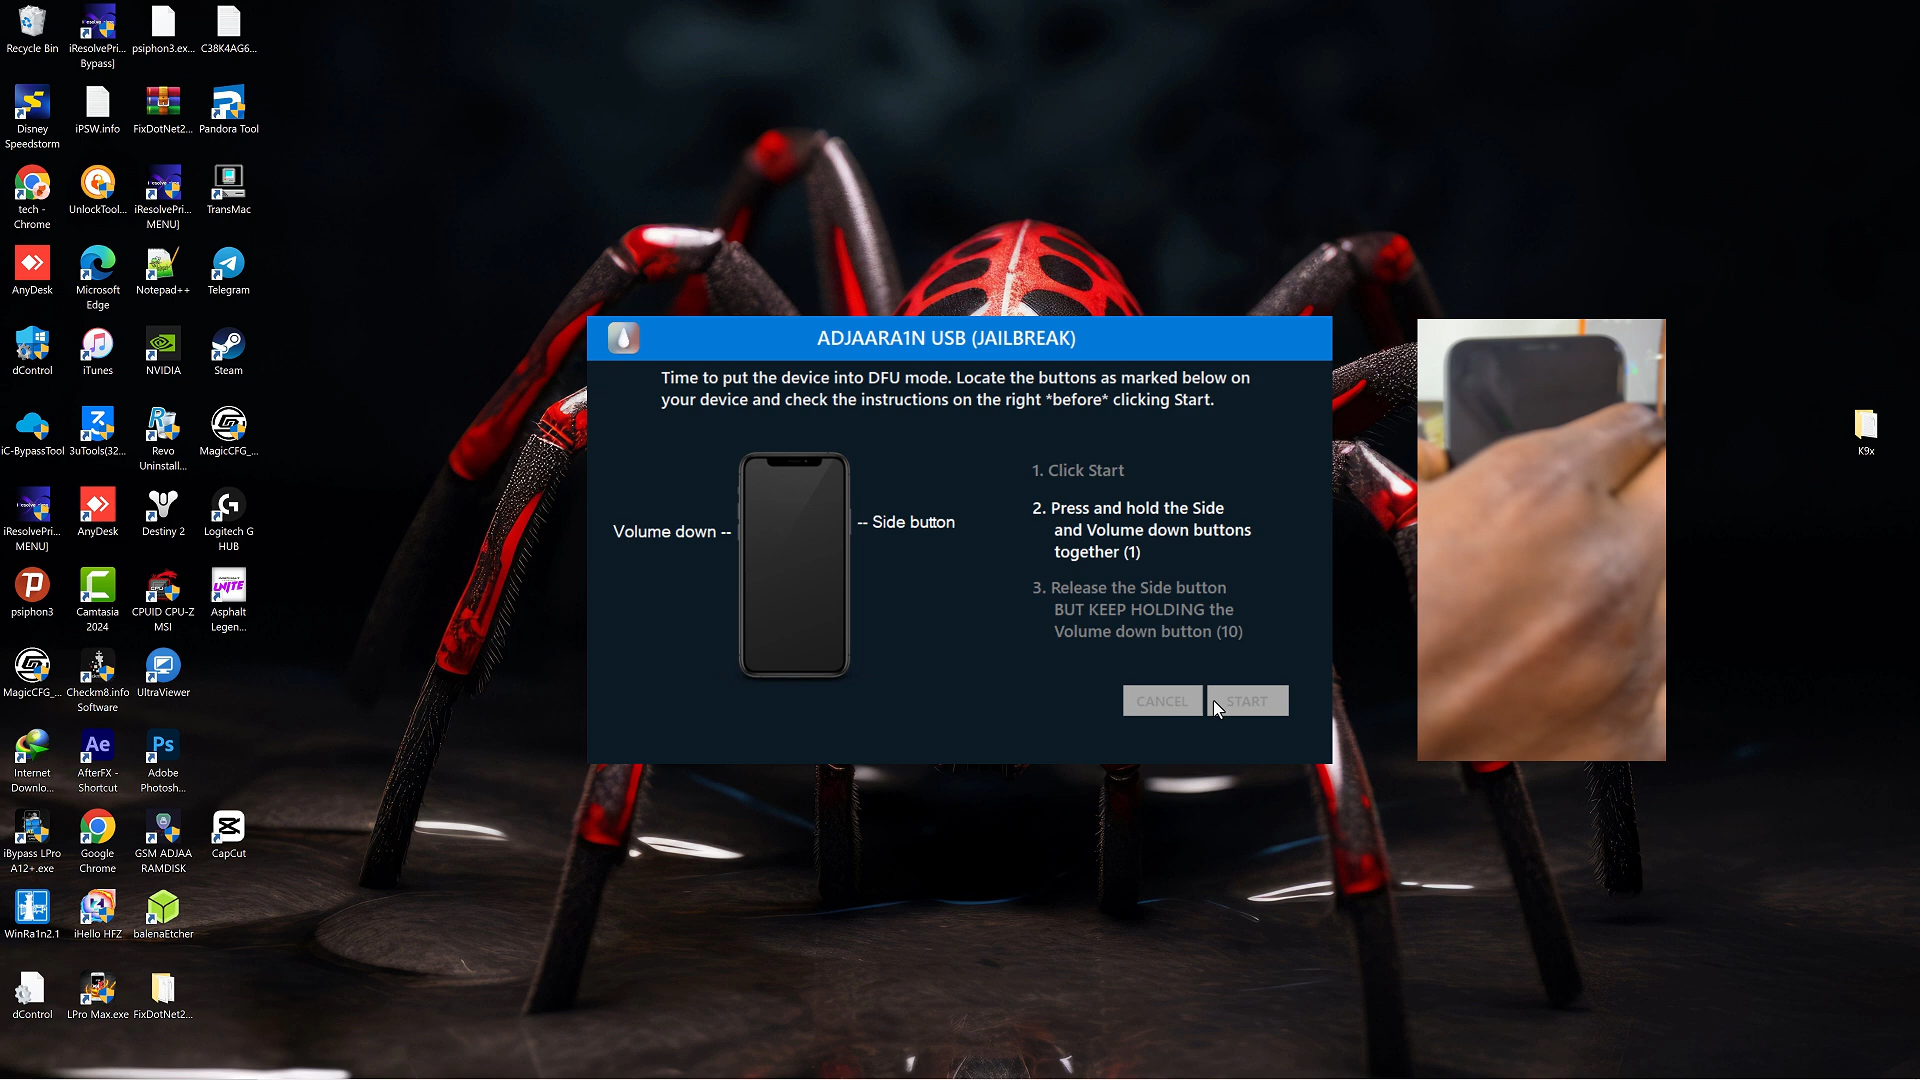 Recycle Bin
iResolvePri...
Bypass]
psiphon3.ex...
C38K4AG6...
Disney
Speedstorm
iPSW.info
FixDotNet2...
Pandora Tool
tech -
Chrome
UnlockTool...
iResolvePri...
MENU]
TransMac
AnyDesk
Microsoft
Edge
Notepad++
Telegram
dControl
iTunes
NVIDIA
Steam
iC-BypassTool
3uTools(32...
Revo
Uninstall...
MagicCFG_...
iResolvePri...
MENU]
AnyDesk
Destiny 2
Logitech G
HUB
psiphon3
Camtasia
2024
CPUID CPU-Z
MSI
Asphalt
Legen...
MagicCFG_...
Checkm8.info
Software
UltraViewer
Internet
Downlo...
AfterFX -
Shortcut
Adobe
Photosh...
iBypass LPro
A12+.exe
Google
Chrome
GSM ADJAA
RAMDISK
CapCut
WinRa1n2.1
iHello HFZ
balenaEtcher
dControl
LPro Max.exe
FixDotNet2...
ADJAARA1N USB (JAILBREAK)
Time to put the device into DFU mode. Locate the buttons as marked below on
your device and check the instructions on the right *before* clicking Start.
Volume down --
-- Side button
1. Click Start
2. Press and hold the Side
and Volume down buttons
together (1)
3. Release the Side button
BUT KEEP HOLDING the
Volume down button (10)
CANCEL
START
K9x